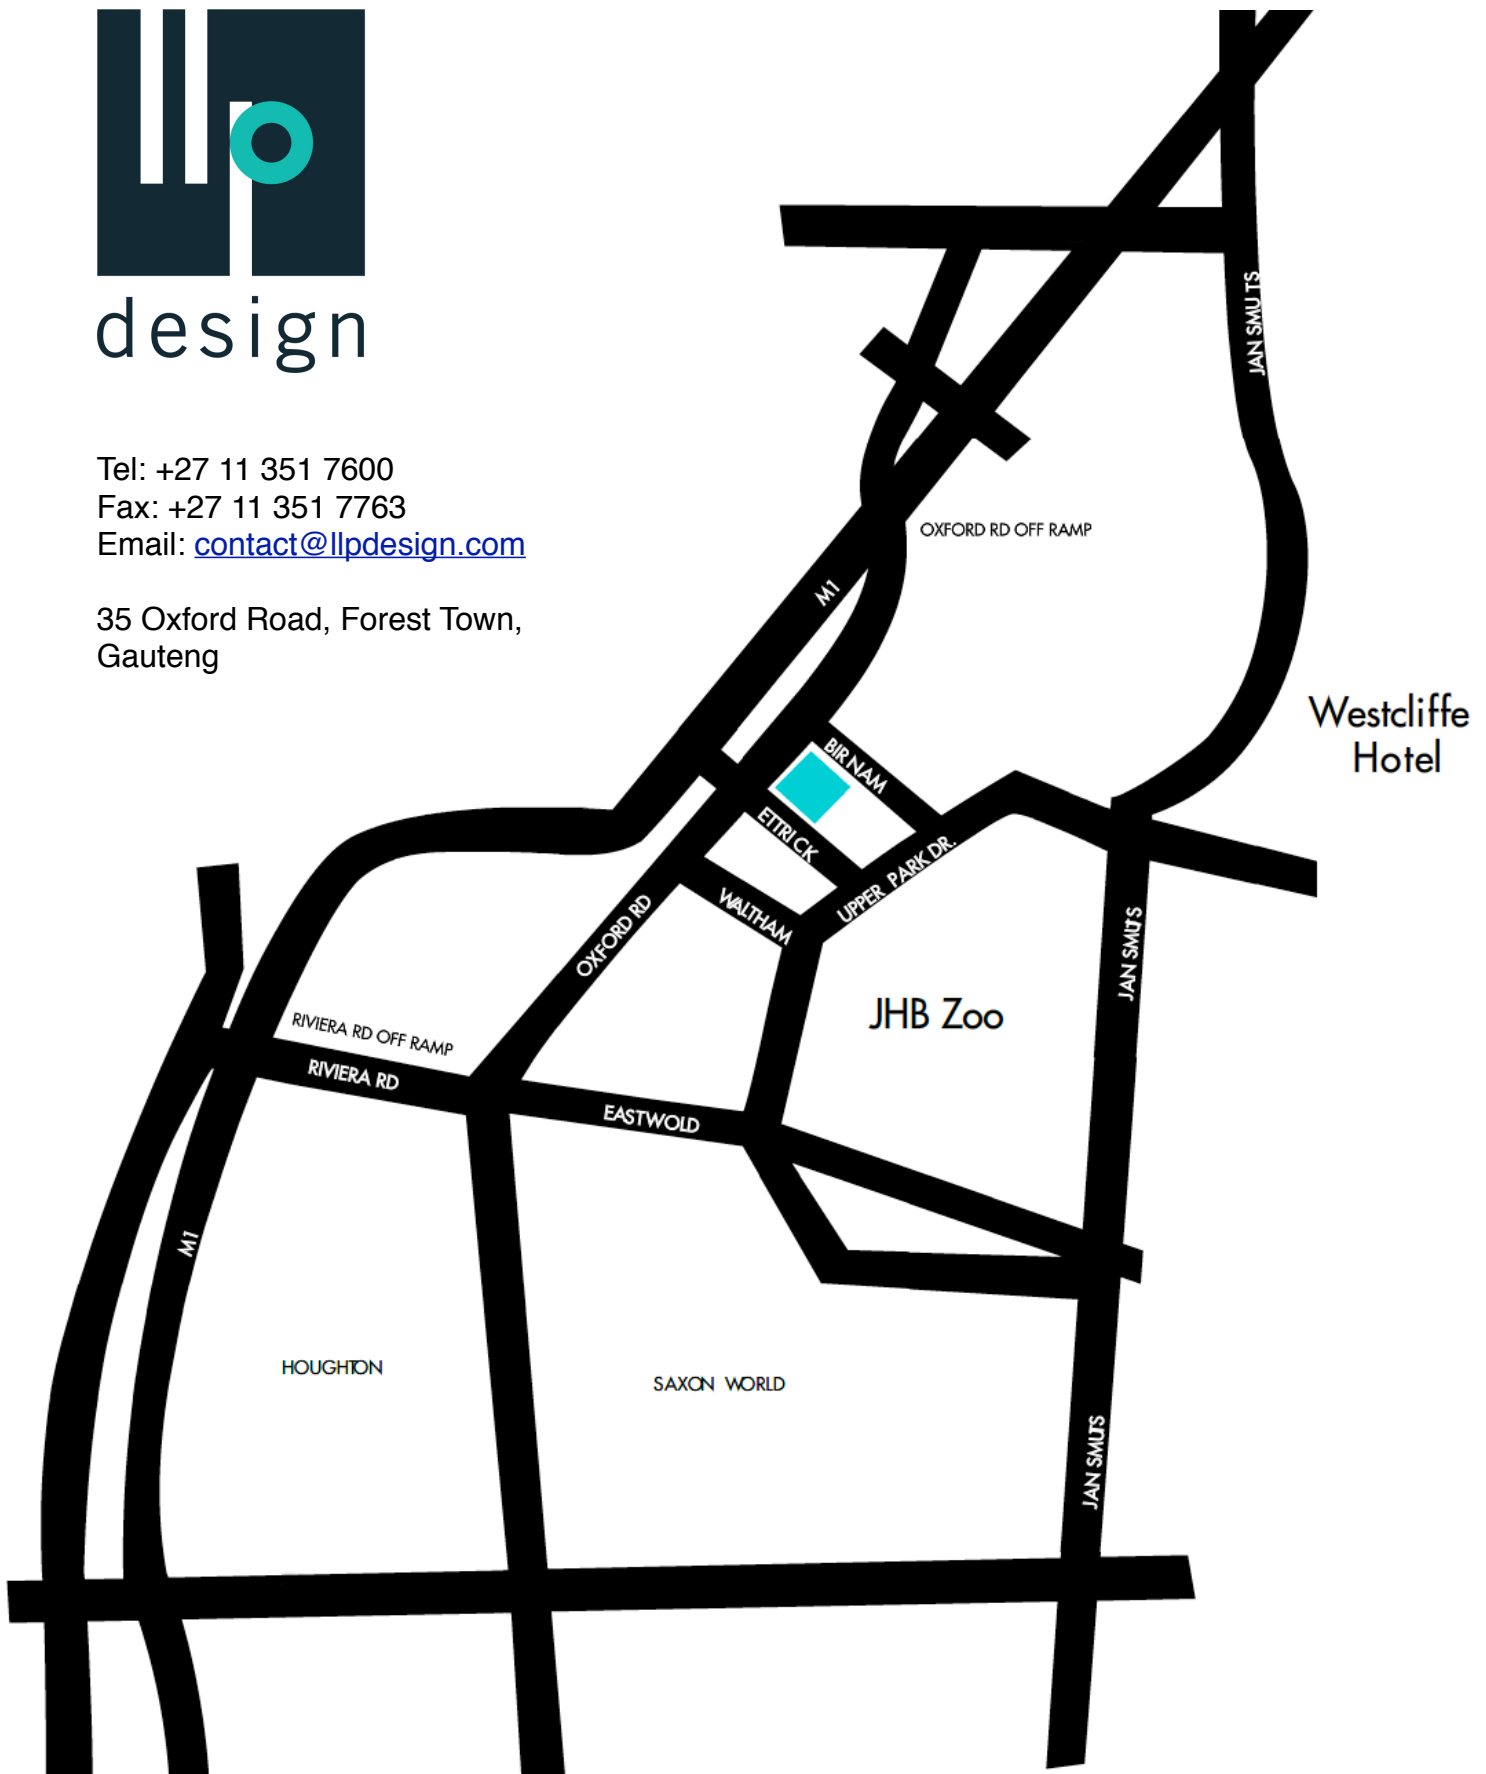 llp
design
Tel: +27 11 351 7600
Fax: +27 11 351 7763
Email: contact@llpdesign.com
35 Oxford Road, Forest Town,
Gauteng
JAN SMUTS
OXFORD RD OFF RAMP
M1
Westcliffe
Hotel
BIRNAM
ETTRICK
UPPER PARK DR.
WALTHAM
OXFORD RD
JAN SMUTS
JHB Zoo
RIVIERA RD OFF RAMP
RIVIERA RD
EASTWOLD
M1
HOUGHTON
SAXON WORLD
JAN SMUTS